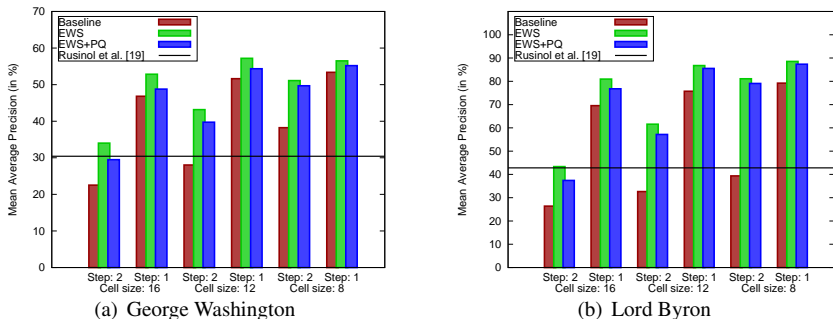 Baseline
EWS
EWS+PQ
Rusinol et al. [19]
Mean Average Precision (in %)
70
60
50
40
30
20
10
0
Step: 2 Step: 1 Step: 2 Step: 1 Step: 2 Step: 1
Cell size: 16 Cell size: 12 Cell size: 8
(a) George Washington
Baseline
EWS
EWS+PQ
Rusinol et al. [19]
Mean Average Precision (in %)
100
90
80
70
60
50
40
30
20
10
0
Step: 2 Step: 1 Step: 2 Step: 1 Step: 2 Step: 1
Cell size: 16 Cell size: 12 Cell size: 8
(b) Lord Byron